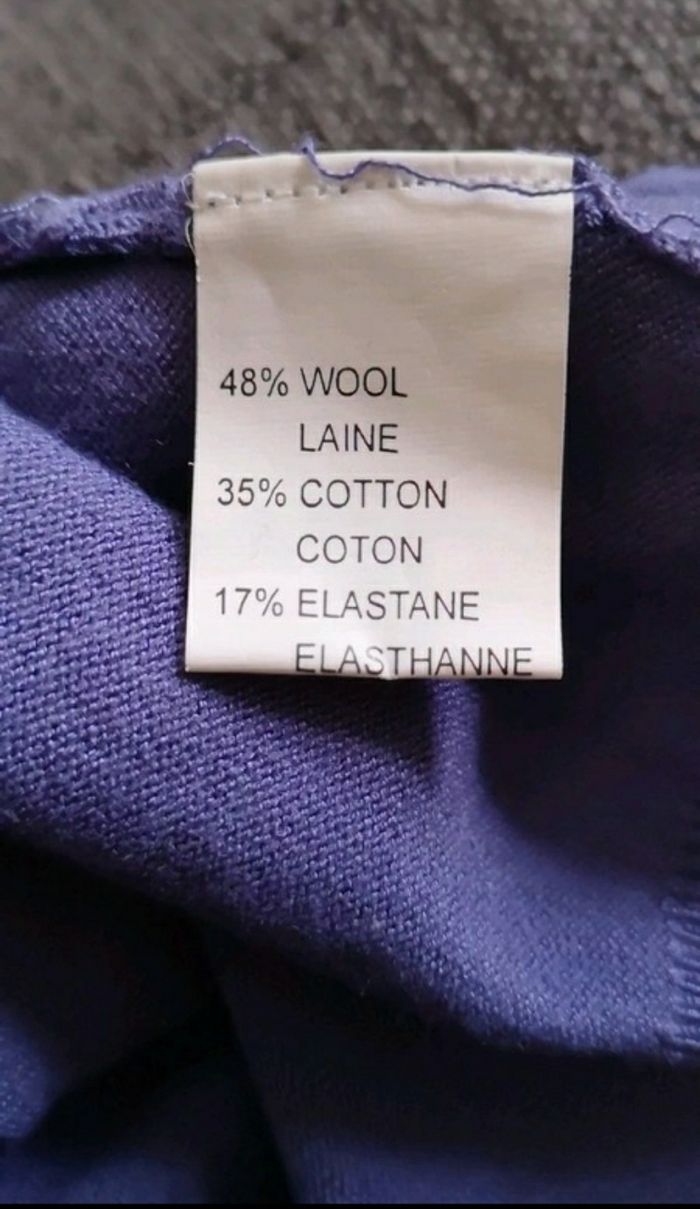 48% WOOL
LAINE
35% COTTON
COTON
17% ELASTANE
ELASTHANNE